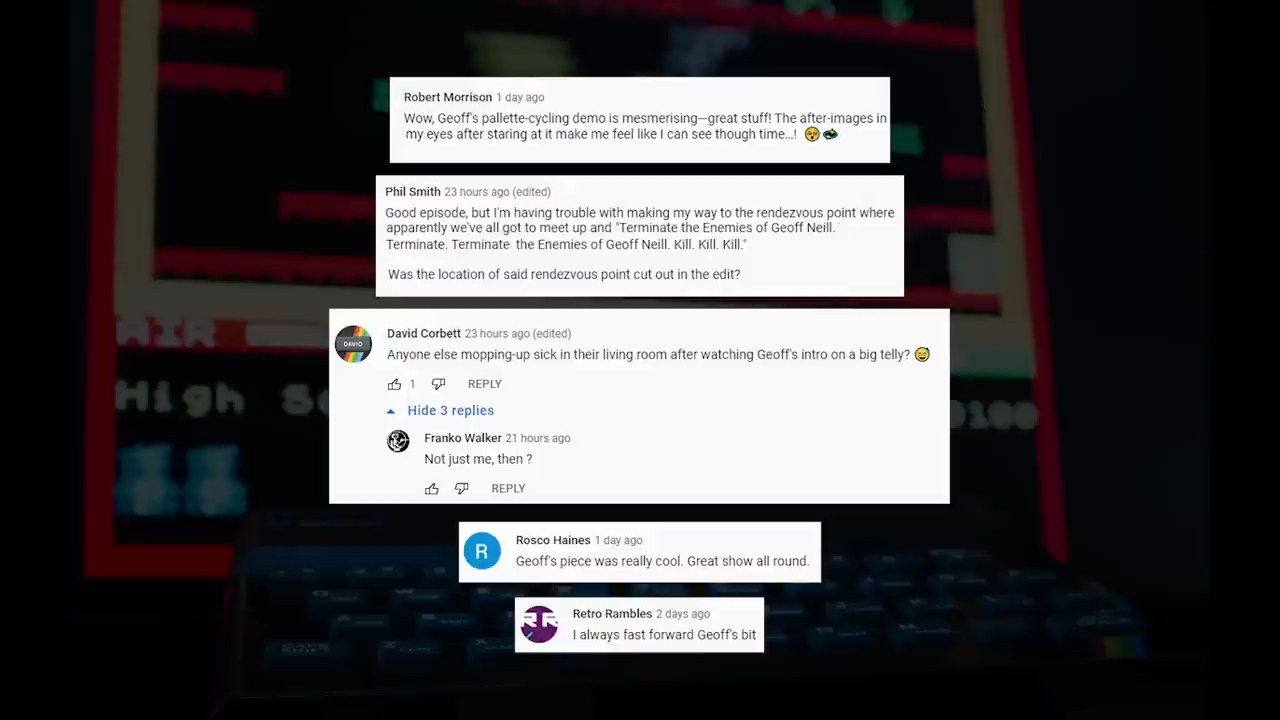 Robert Morrison 1 day ago
Wow, Geoff's pallette-cycling demo is mesmerising—great stuff! The after-images in
my eyes after staring at it make me feel like I can see though time...!
Phil Smith 23 hours ago (edited)
Good episode, but I'm having trouble with making my way to the rendezvous point where
apparently we've all got to meet up and "Terminate the Enemies of Geoff Neill.
Terminate. Terminate the Enemies of Geoff Neill. Kill. Kill. Kill."
Was the location of said rendezvous point cut out in the edit?
DAVID
David Corbett 23 hours ago (edited)
Anyone else mopping-up sick in their living room after watching Geoff's intro on a big telly? 😅
1 REPLY
Hide 3 replies
Franko Walker 21 hours ago
Not just me, then ?
REPLY
R
Rosco Haines 1 day ago
Geoff's piece was really cool. Great show all round.
Retro Rambles 2 days ago
I always fast forward Geoff's bit
AIR
High